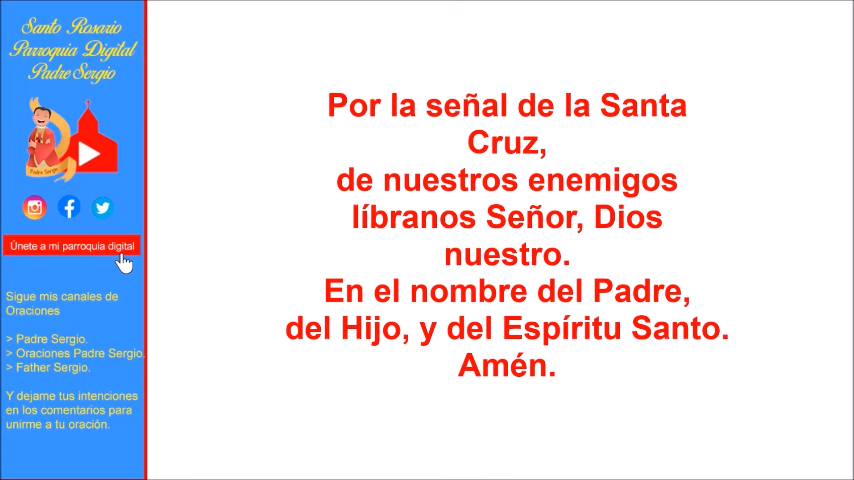 Santo Rosario
Parroquia Digital
Padre Sergio
Padre Sergio
Únete a mi parroquia digital
Sigue mis canales de
Oraciones
> Padre Sergio.
> Oraciones Padre Sergio.
> Father Sergio.
Y dejame tus intenciones
en los comentarios para
unirme a tu oración.
Por la señal de la Santa
Cruz,
de nuestros enemigos
líbranos Señor, Dios
nuestro.
En el nombre del Padre,
del Hijo, y del Espíritu Santo.
Amén.